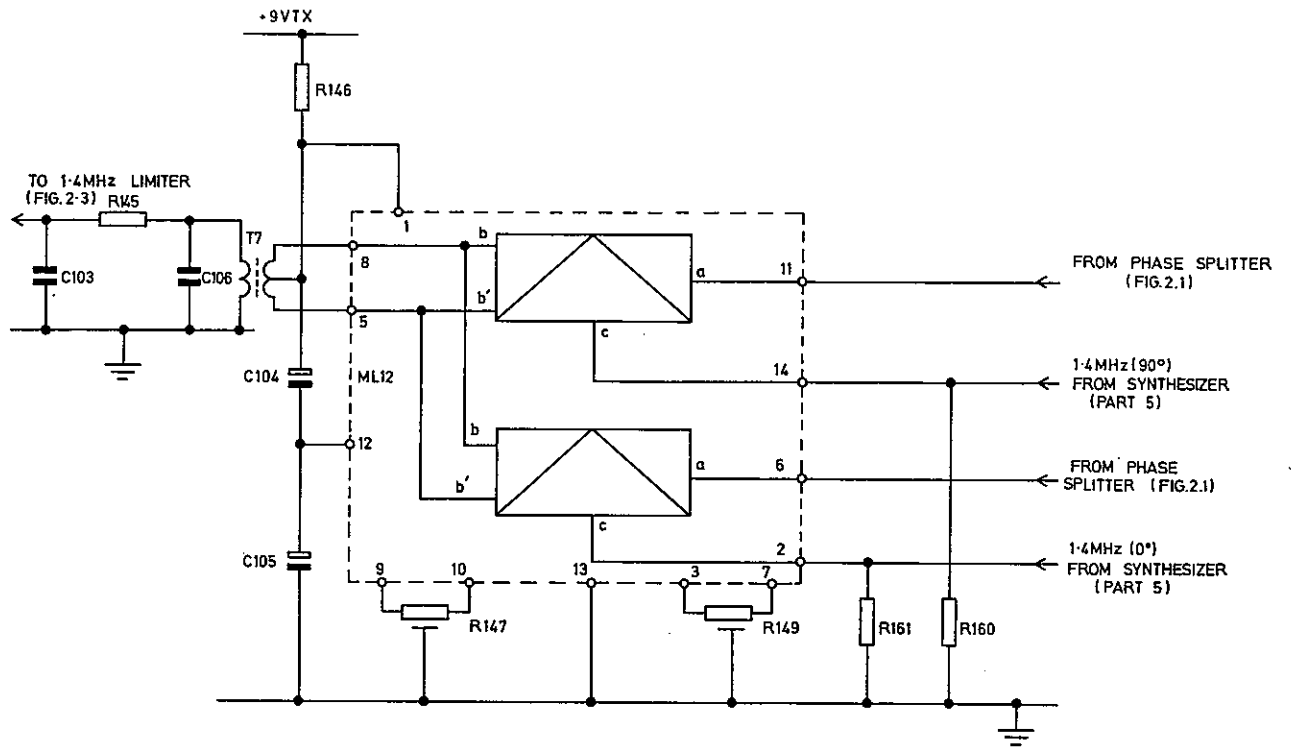 +9VTX
R146
TO 1·4MHz LIMITER
(FIG.2-3)
R145
T7
C103
C106
1
8
5
b
b'
a
11
c
14
FROM PHASE SPLITTER
(FIG.2.1)
1·4MHz (90°)
FROM SYNTHESIZER
(PART 5)
C104
ML12
12
b
b'
a
6
c
2
FROM PHASE
SPLITTER (FIG.2.1)
1·4MHz (0°)
FROM SYNTHESIZER
(PART 5)
C105
9
10
13
3
7
R147
R149
R161
R160